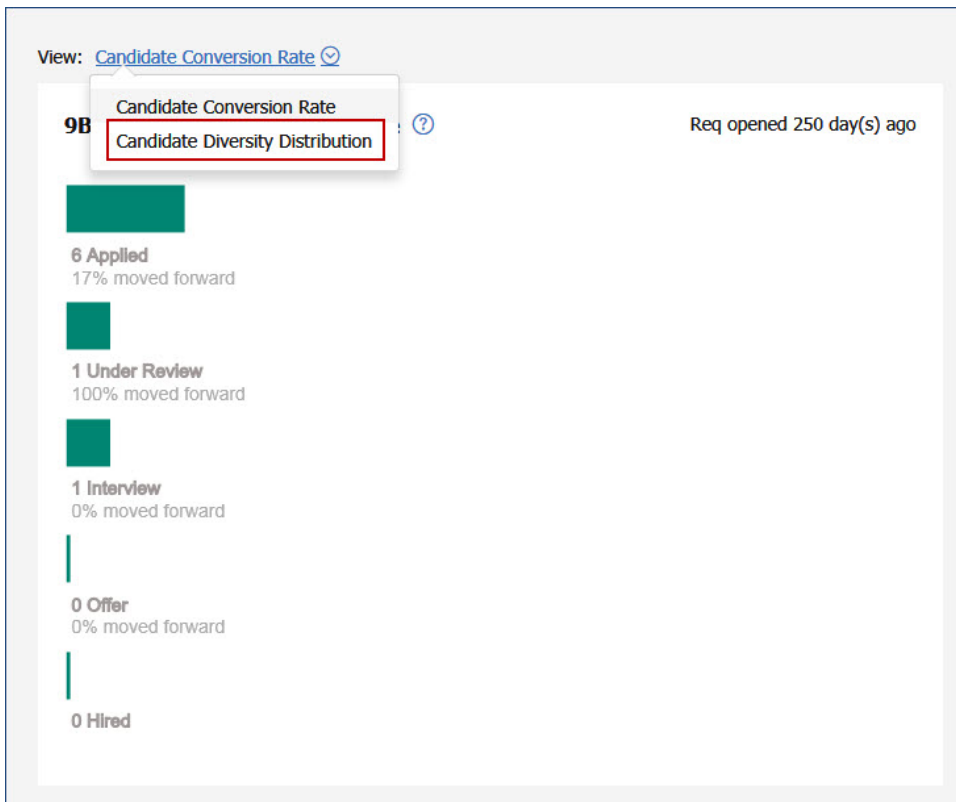 View: Candidate Conversion Rate
Candidate Conversion Rate
9B
Req opened 250 day(s) ago
Candidate Diversity Distribution
6 Applied
17% moved forward
1 Under Review
100% moved forward
1 Interview
0% moved forward
0 Offer
0% moved forward
0 Hired